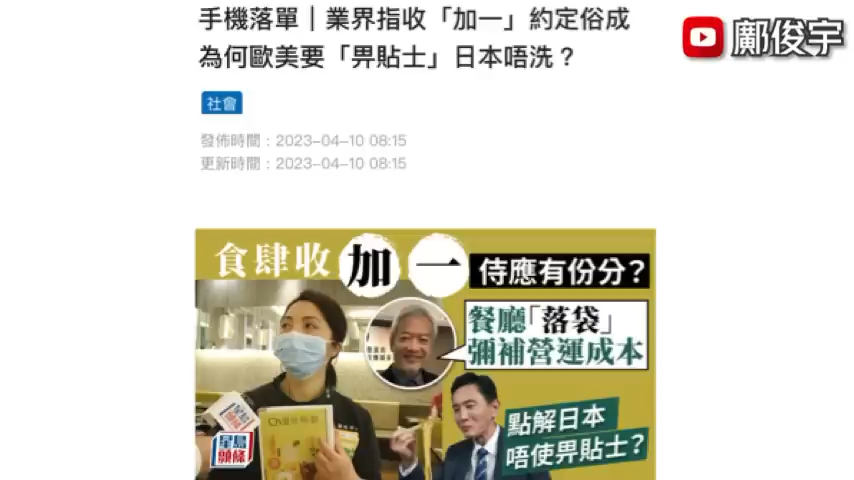 手機落單｜業界指收「加一」約定俗成
為何歐美要「畀貼士」日本唔洗？
鄺俊宇
社會
發佈時間：2023-04-10 08:15
更新時間：2023-04-10 08:15
食肆收加一
侍應有份分？
餐廳「落袋」
彌補營運成本
點解日本
唔使畀貼士？
星島
頭條